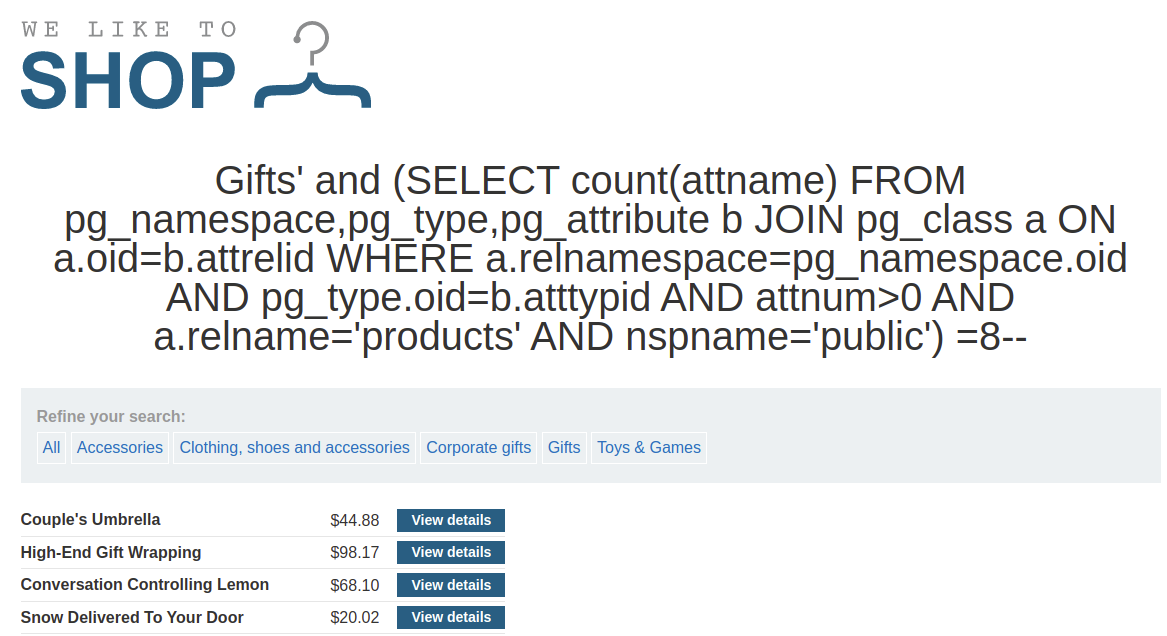 WE LIKE TO
SHOP
Gifts' and (SELECT count(attname) FROM
pg_namespace,pg_type,pg_attribute b JOIN pg_class a ON
a.oid=b.attrelid WHERE a.relnamespace=pg_namespace.oid
AND pg_type.oid=b.atttypid AND attnum>0 AND
a.relname='products' AND nspname='public') =8--
Refine your search:
All Accessories Clothing, shoes and accessories Corporate gifts Gifts Toys & Games
Couple's Umbrella $44.88 View details
High-End Gift Wrapping $98.17 View details
Conversation Controlling Lemon $68.10 View details
Snow Delivered To Your Door $20.02 View details